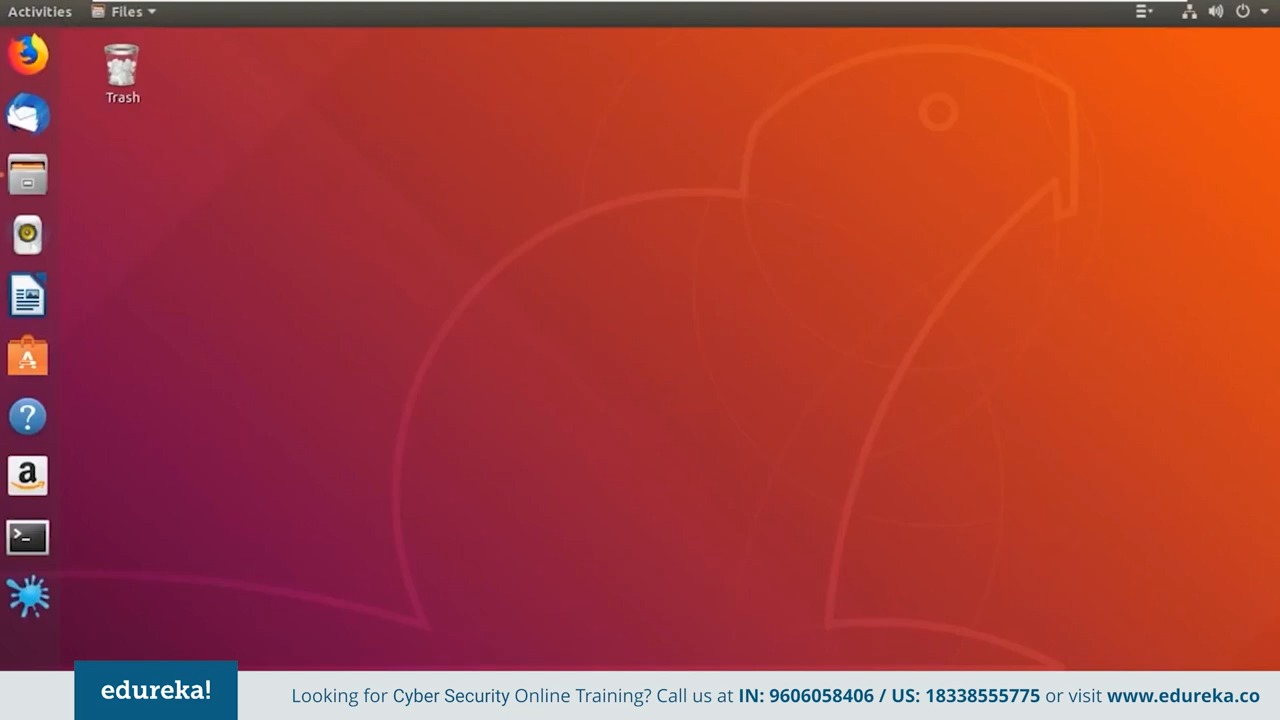 Activities Files
Trash
edureka!
Looking for Cyber Security Online Training? Call us at IN: 9606058406 / US: 18338555775 or visit www.edureka.co